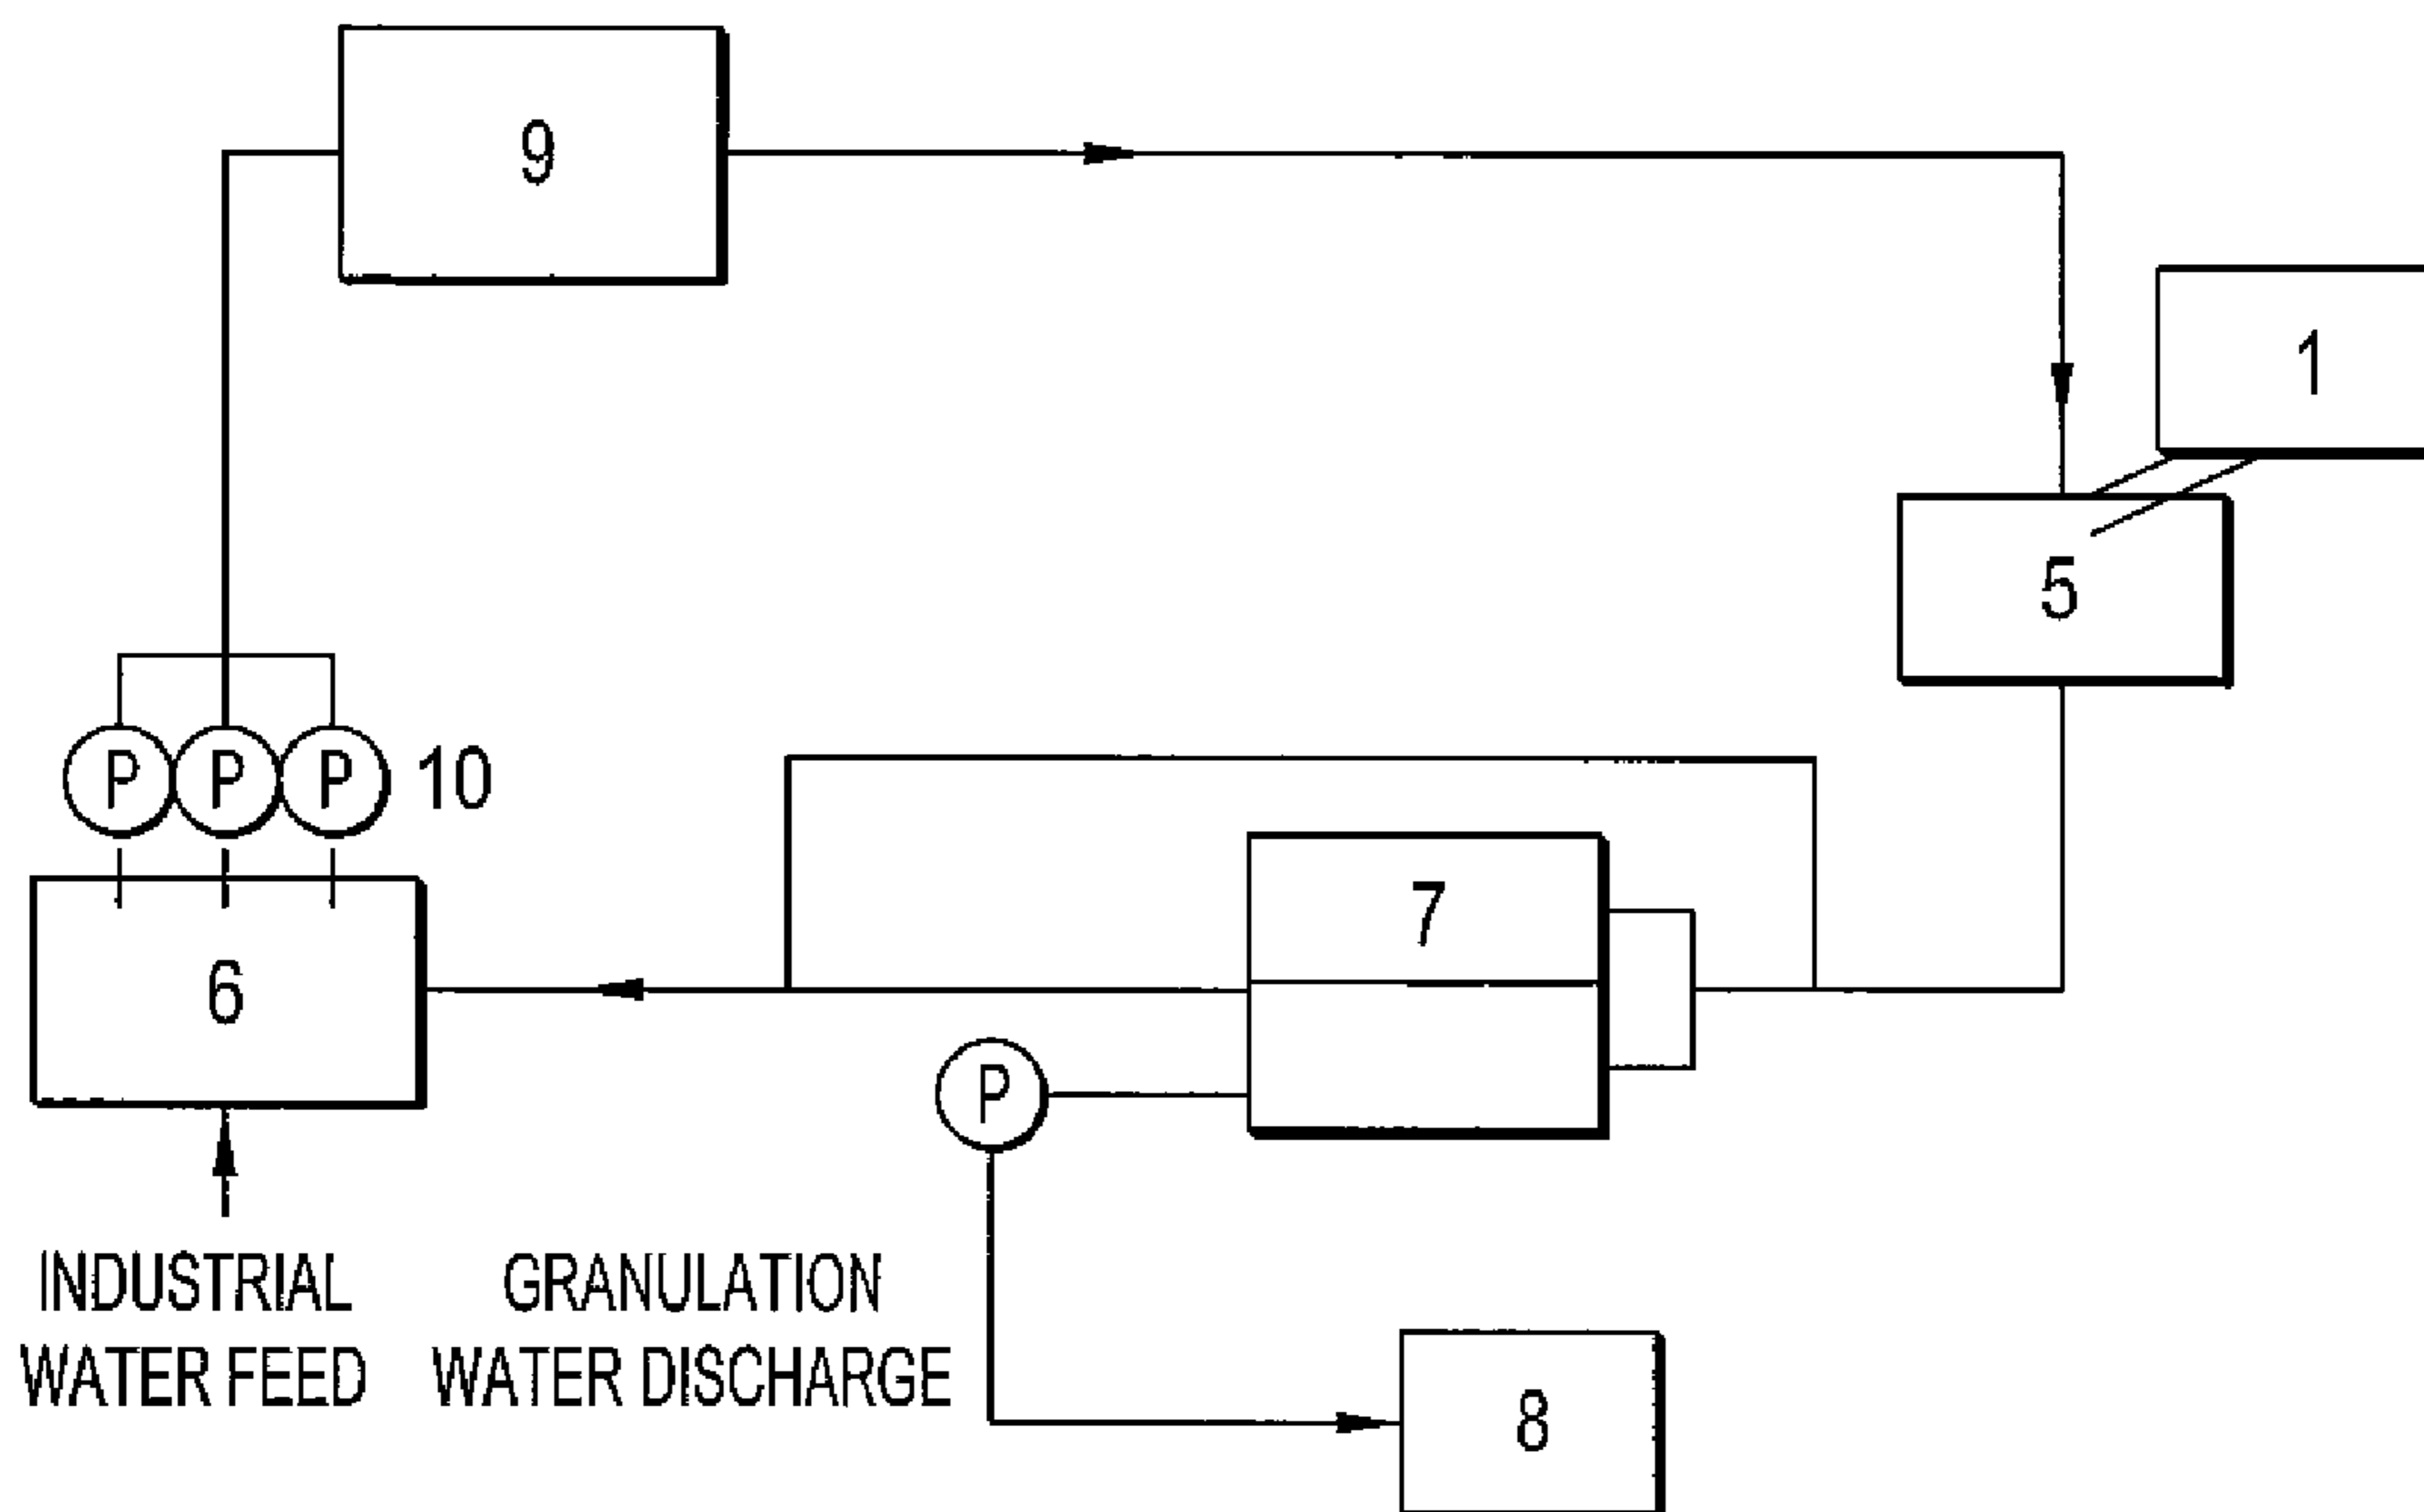 9
1
5
P P P 10
7
6
P
INDUSTRIAL
WATER FEED
GRANULATION
WATER DISCHARGE
8